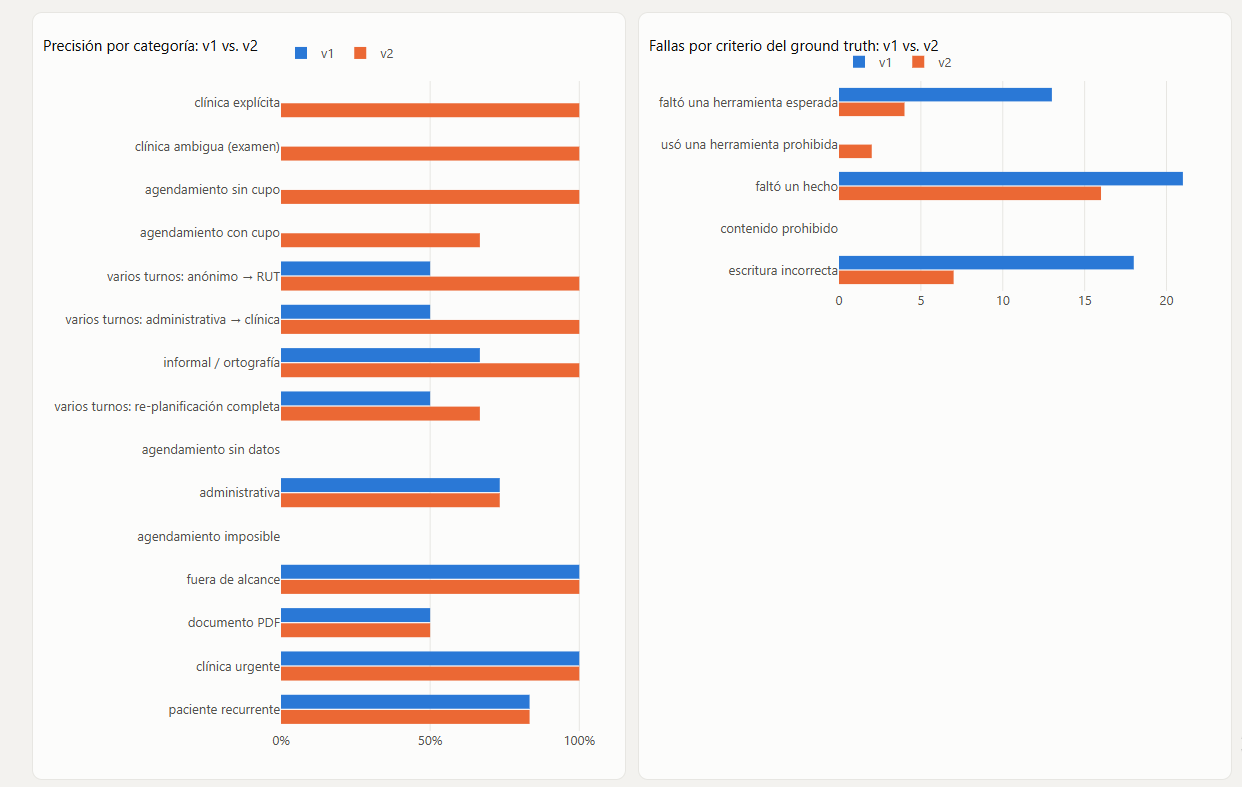 Precisión por categoría: v1 vs. v2
v1 v2
clínica explícita
clínica ambigua (examen)
agendamiento sin cupo
agendamiento con cupo
varios turnos: anónimo → RUT
varios turnos: administrativa → clínica
informal / ortografía
varios turnos: re-planificación completa
agendamiento sin datos
administrativa
agendamiento imposible
fuera de alcance
documento PDF
clínica urgente
paciente recurrente
0% 50% 100%
Fallas por criterio del ground truth: v1 vs. v2
v1 v2
faltó una herramienta esperada
usó una herramienta prohibida
faltó un hecho
contenido prohibido
escritura incorrecta
0 5 10 15 20